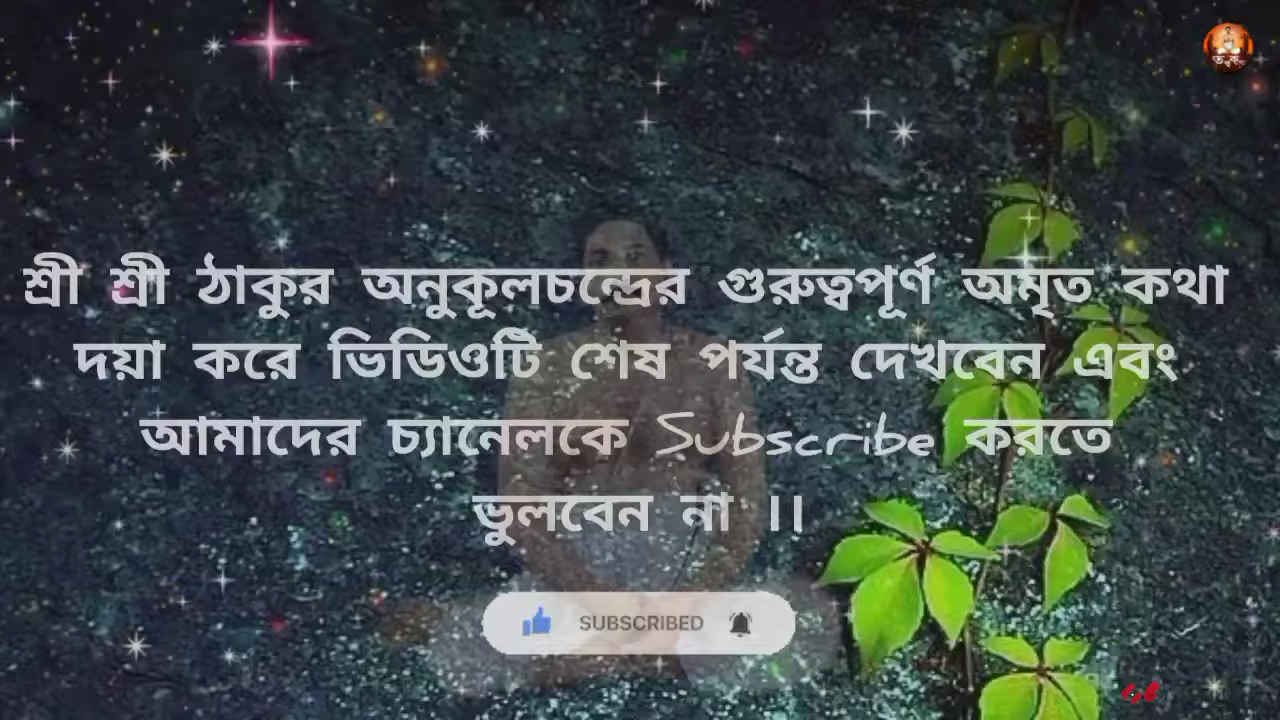 শ্রী শ্রী ঠাকুর অনুকূলচন্দ্রের গুরুত্বপূর্ণ অমৃত কথা
দয়া করে ভিডিওটি শেষ পর্যন্ত দেখবেন এবং
আমাদের চ্যানেলকে Subscribe করতে
ভুলবেন না ।।
SUBSCRIBED